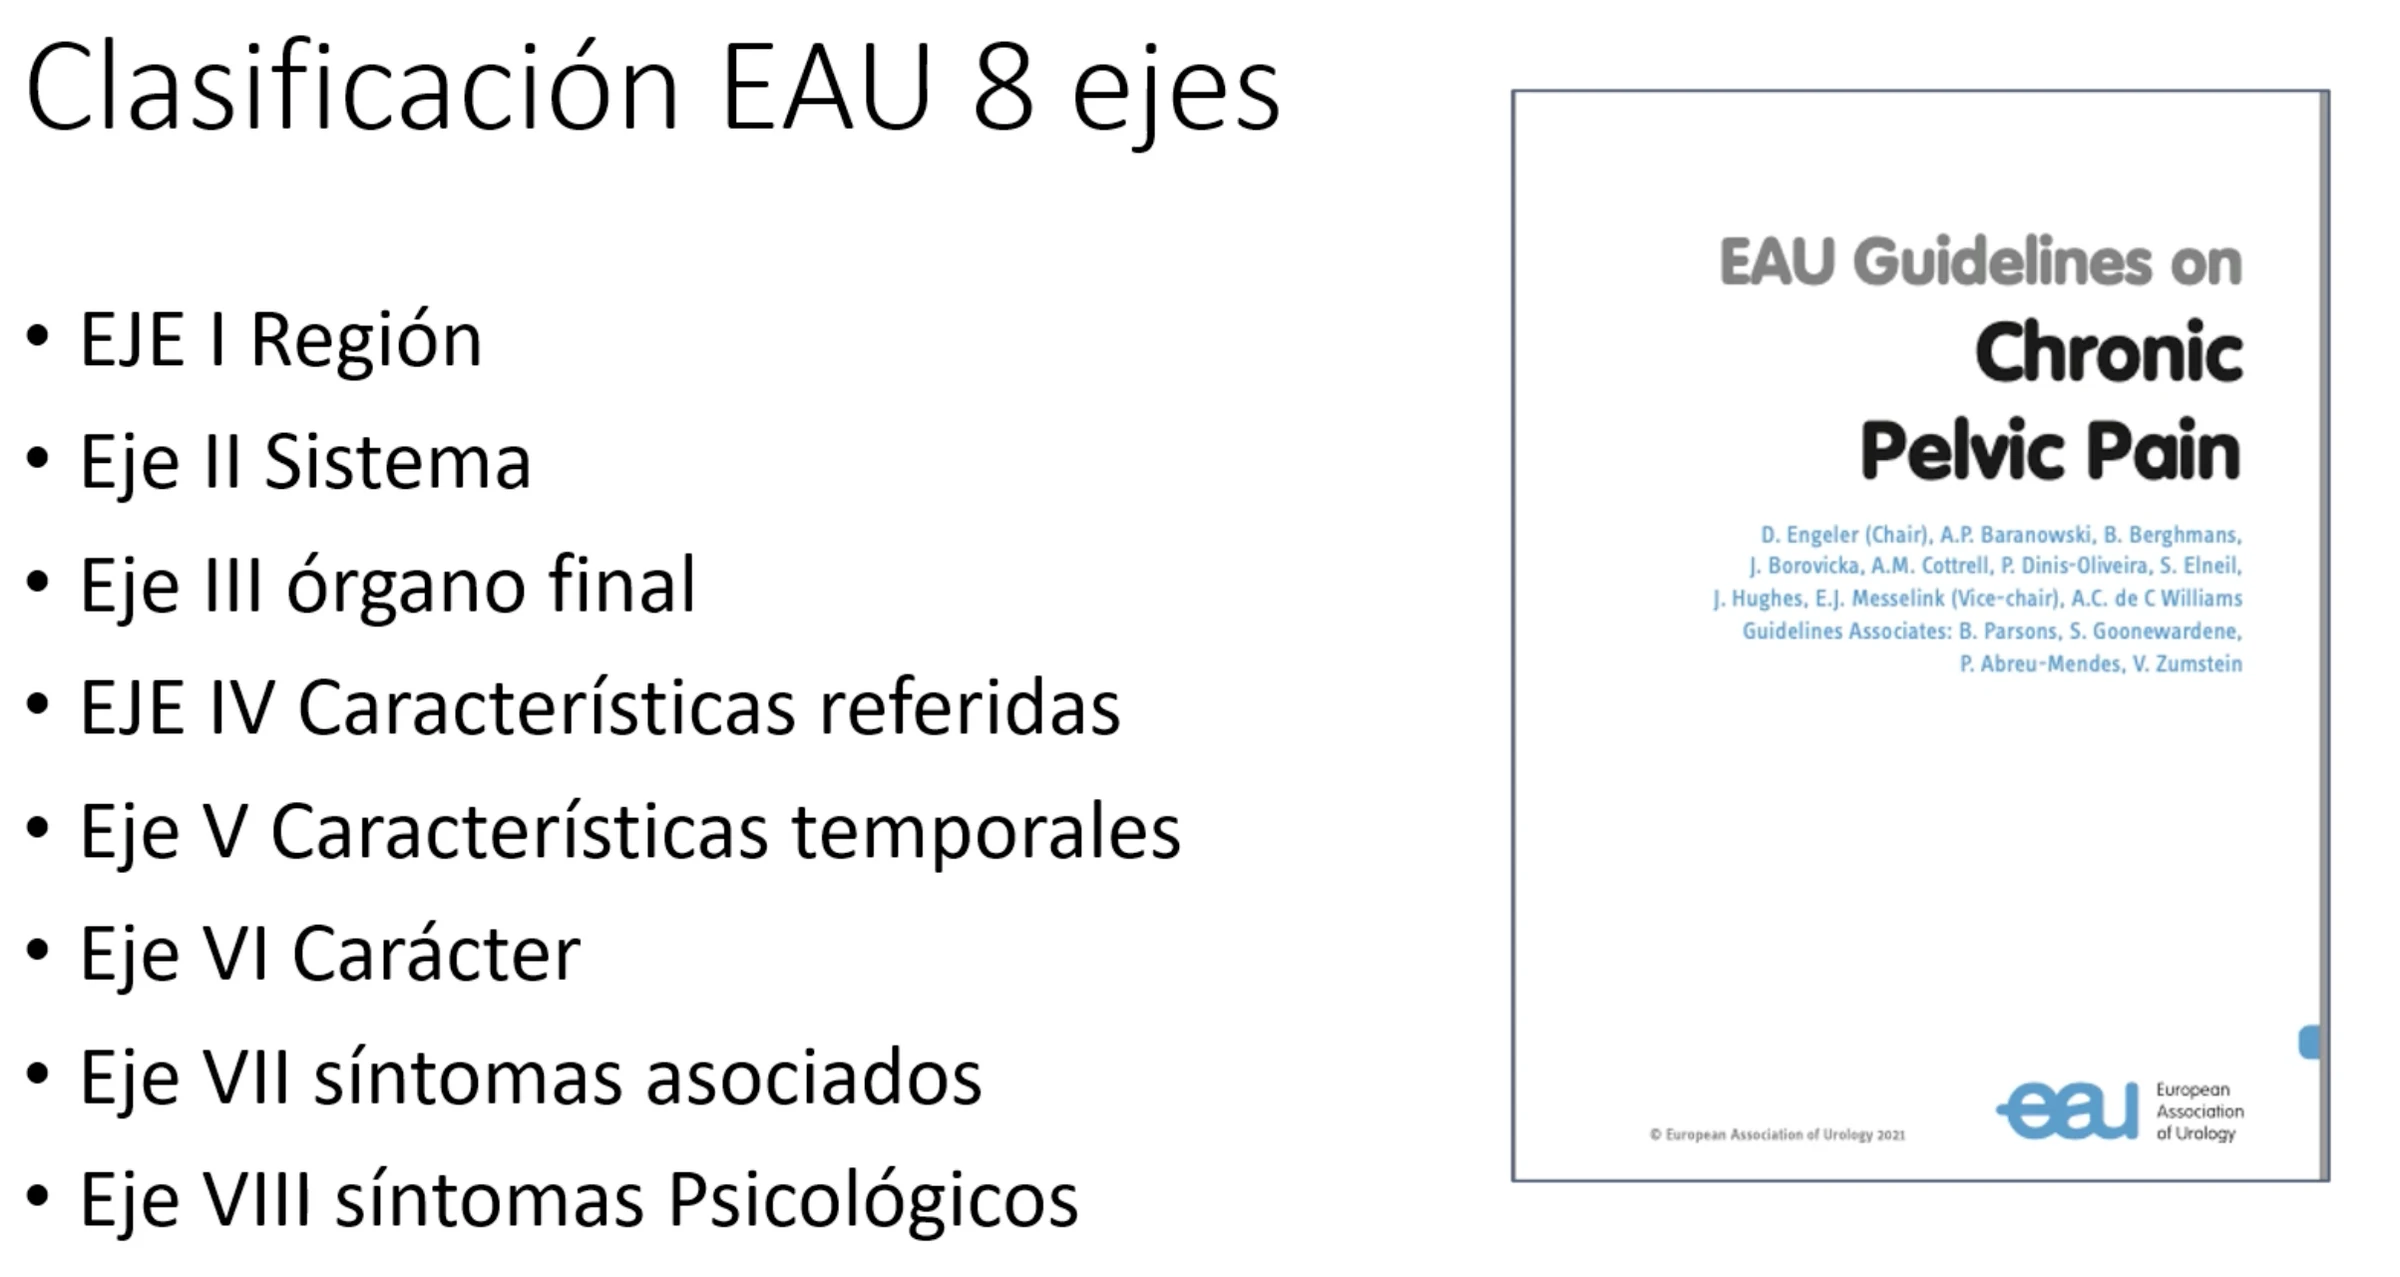 Clasificación EAU 8 ejes
• EJE I Región
• Eje II Sistema
• Eje III órgano final
• EJE IV Características referidas
• Eje V Características temporales
• Eje VI Carácter
• Eje VII síntomas asociados
• Eje VIII síntomas Psicológicos
EAU Guidelines on
Chronic
Pelvic Pain
D. Engeler (Chair), A.P. Baranowski, B. Berghmans,
J. Borovicka, A.M. Cottrell, P. Dinis-Oliveira, S. Elneil,
J. Hughes, E.J. Messelink (Vice-chair), A.C. de C Williams
Guidelines Associates: B. Parsons, S. Goonewardene,
P. Abreu-Mendes, V. Zumstein
© European Association of Urology 2021
eau
European
Association
of Urology